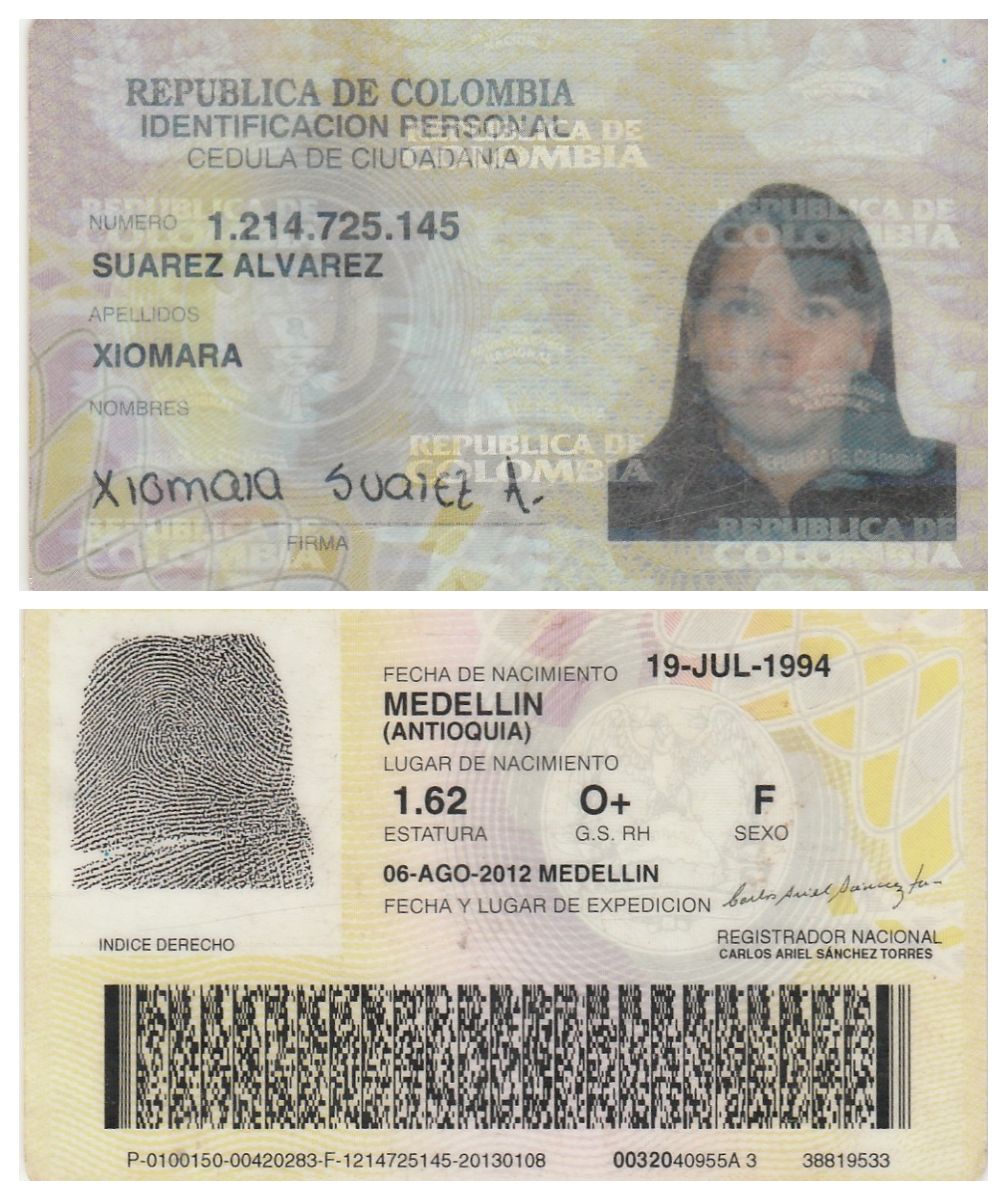 REPUBLICA DE COLOMBIA
IDENTIFICACION PERSONAL
CEDULA DE CIUDADANIA
REPUBLICA DE
COLOMBIA
NUMERO 1.214.725.145
SUAREZ ALVAREZ
APELLIDOS
XIOMARA
NOMBRES
REPUBLICA DE
COLOMBIA
REPUBLICA DE
COLOMBIA
Xiomara Suarez A.
FIRMA
REPUBLICA DE
COLOMBIA
REPUBLICA DE
COLOMBIA
FECHA DE NACIMIENTO 19-JUL-1994
MEDELLIN
(ANTIOQUIA)
LUGAR DE NACIMIENTO
1.62 O+ F
ESTATURA G.S. RH SEXO
06-AGO-2012 MEDELLIN
FECHA Y LUGAR DE EXPEDICION
Carlos Ariel Sánchez
INDICE DERECHO
REGISTRADOR NACIONAL
CARLOS ARIEL SÁNCHEZ TORRES
P-0100150-00420283-F-1214725145-20130108 0032040955A 3 38819533